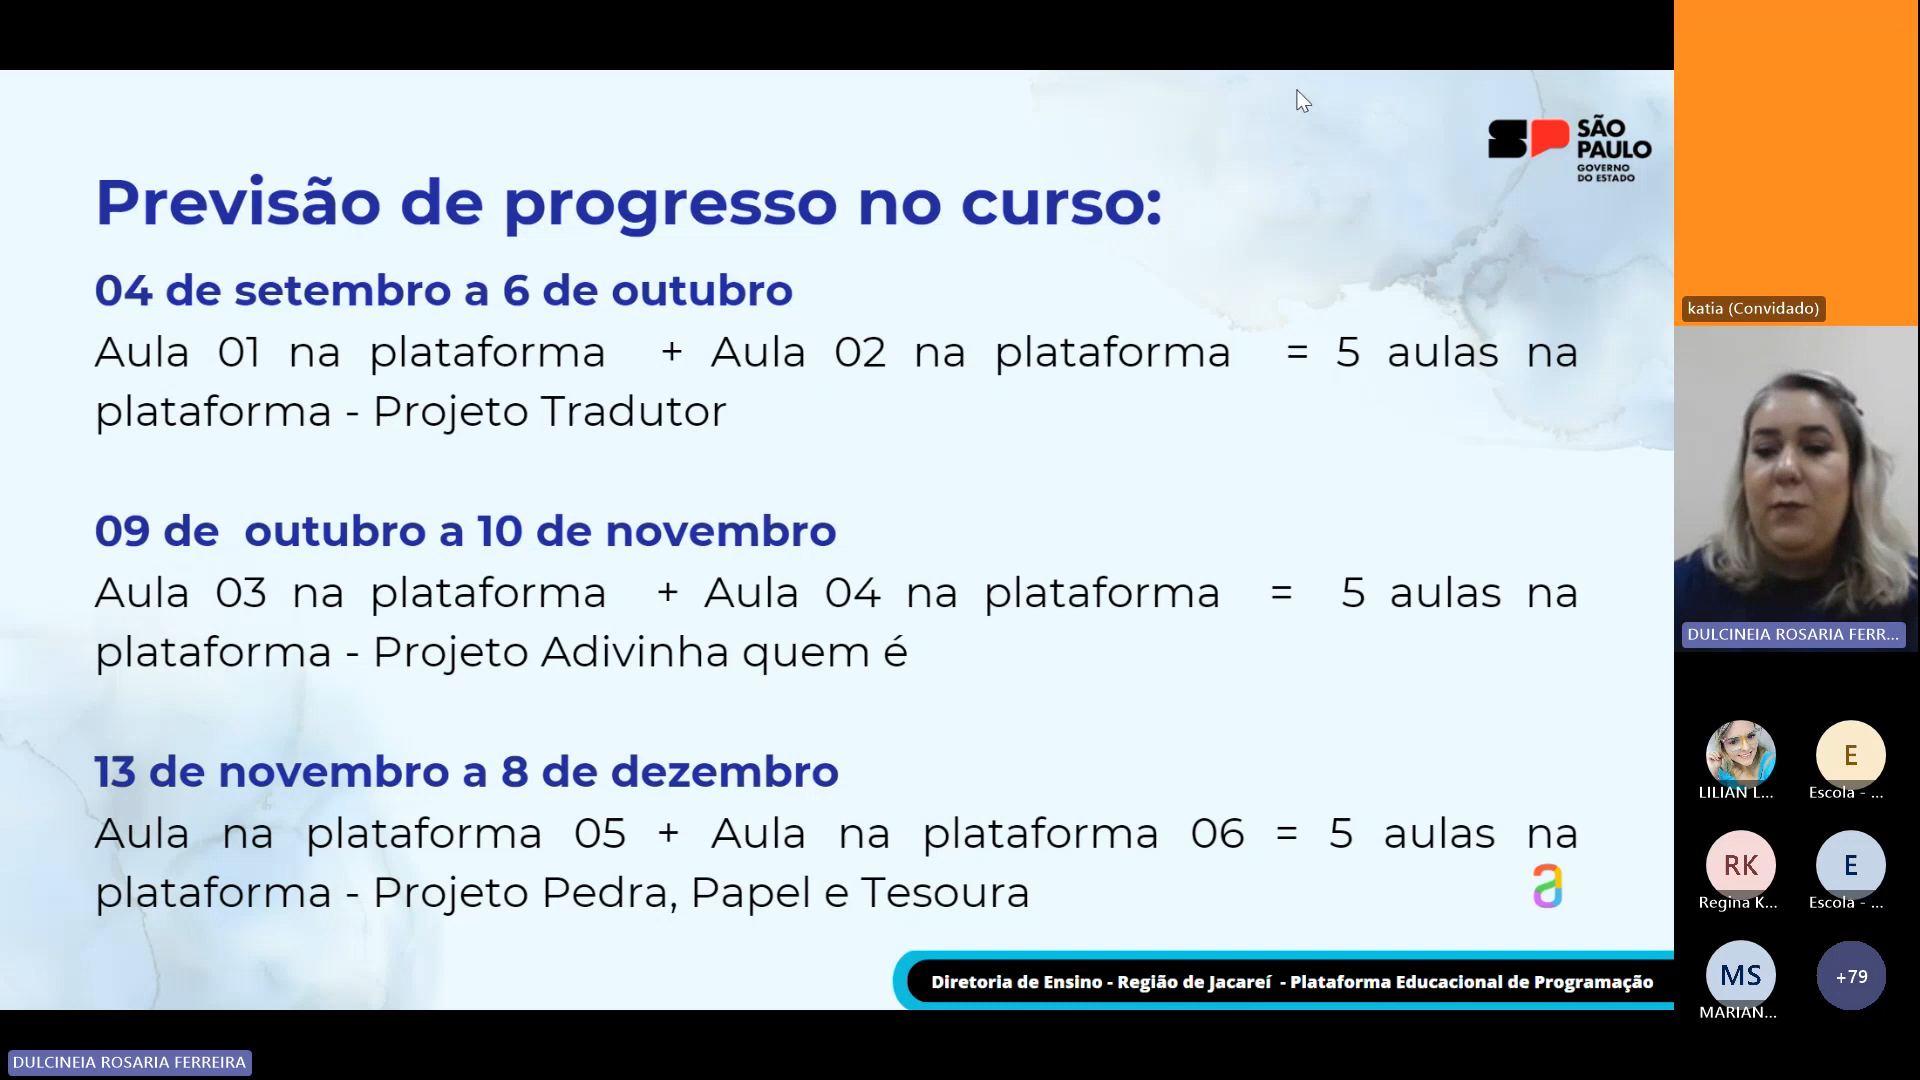 SÃO
PAULO
GOVERNO
DO ESTADO
Previsão de progresso no curso:
04 de setembro a 6 de outubro
Aula 01 na plataforma + Aula 02 na plataforma = 5 aulas na
plataforma - Projeto Tradutor
09 de outubro a 10 de novembro
Aula 03 na plataforma + Aula 04 na plataforma = 5 aulas na
plataforma - Projeto Adivinha quem é
13 de novembro a 8 de dezembro
Aula na plataforma 05 + Aula na plataforma 06 = 5 aulas na
plataforma - Projeto Pedra, Papel e Tesoura
a
Diretoria de Ensino - Região de Jacareí - Plataforma Educacional de Programação
DULCINEIA ROSARIA FERREIRA
katia (Convidado)
DULCINEIA ROSARIA FERR...
LILIAN L...
E
Escola - ...
RK
Regina K...
E
Escola - ...
MS
MARIAN...
+79